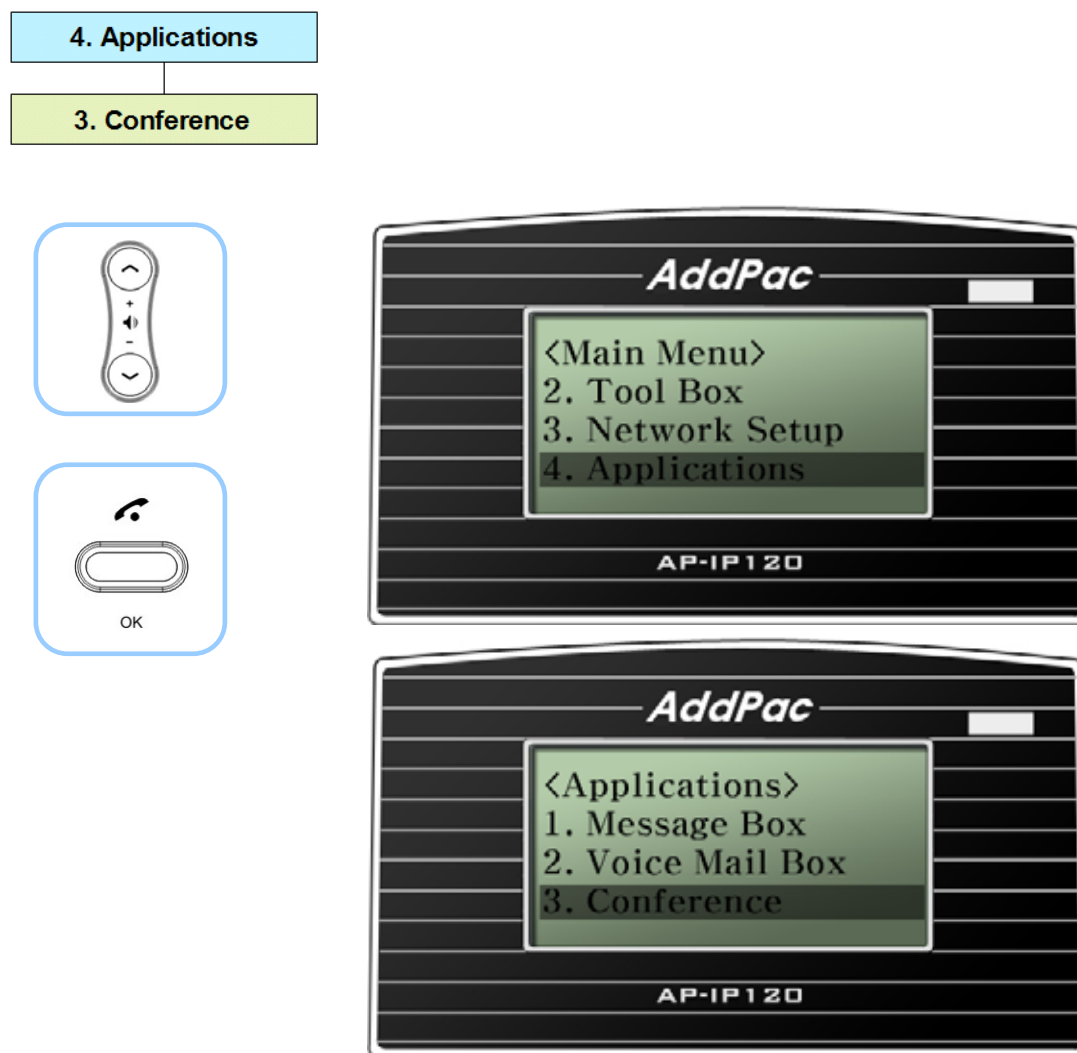 4. Applications
3. Conference
+
-
OK
AddPac
<Main Menu>
2. Tool Box
3. Network Setup
4. Applications
AP-IP120
AddPac
<Applications>
1. Message Box
2. Voice Mail Box
3. Conference
AP-IP120